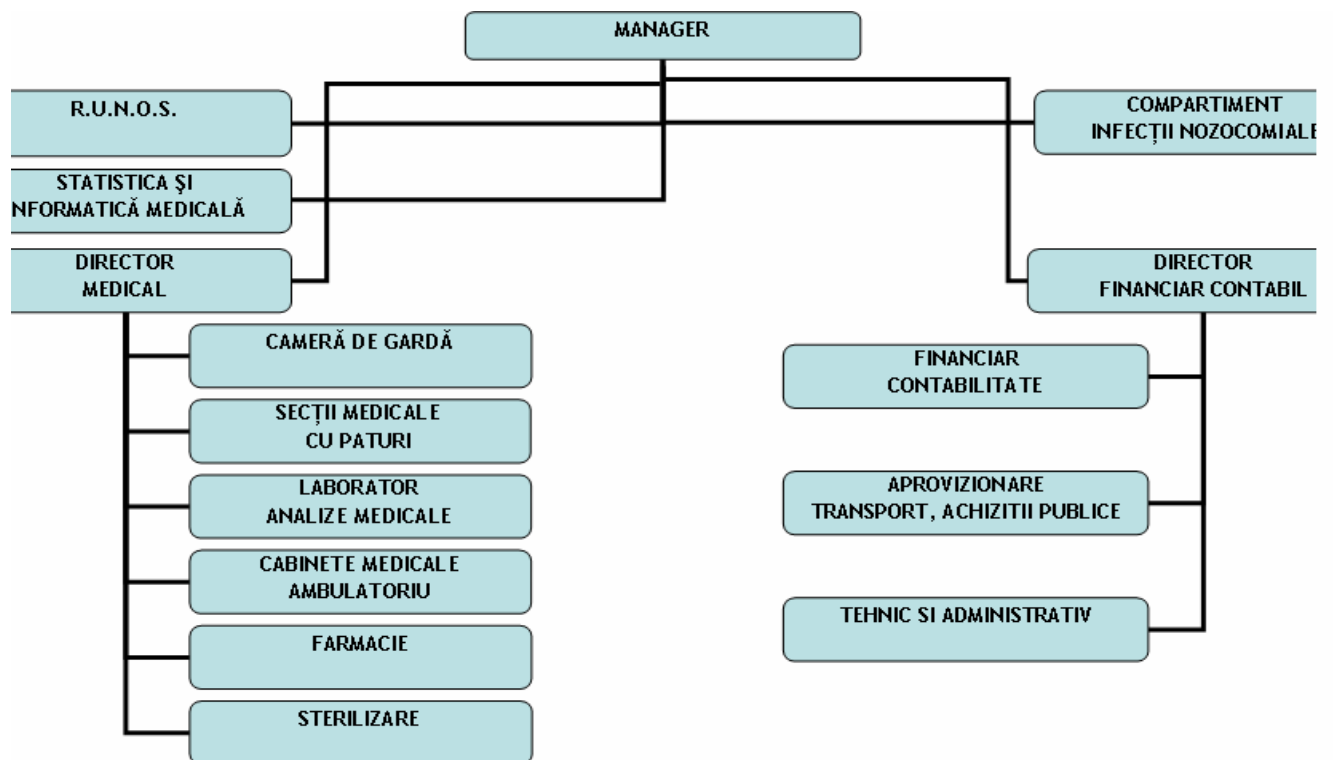 MANAGER
R.U.N.O.S.
COMPARTIMENT
INFECȚII NOZOCOMIALE
STATISTICA ŞI
NFORMATICĂ MEDICALĂ
DIRECTOR
MEDICAL
DIRECTOR
FINANCIAR CONTABIL
CAMERĂ DE GARDĂ
SECȚII MEDICALE
CU PATURI
LABORATOR
ANALIZE MEDICALE
CABINETE MEDICALE
AMBULATORIU
FARMACIE
STERILIZARE
FINANCIAR
CONTABILITATE
APROVIZIONARE
TRANSPORT, ACHIZITII PUBLICE
TEHNIC SI ADMINISTRATIV